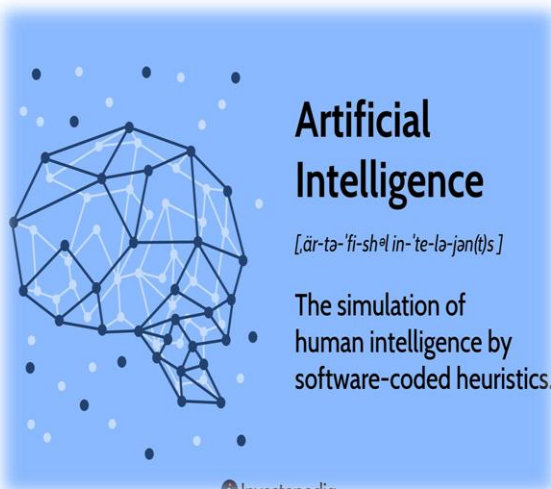 Artificial
Intelligence
[ˌär-tə-ˈfi-shᵊl in-ˈte-lə-jən(t)s ]
The simulation of
human intelligence by
software-coded heuristics.
Investopedia